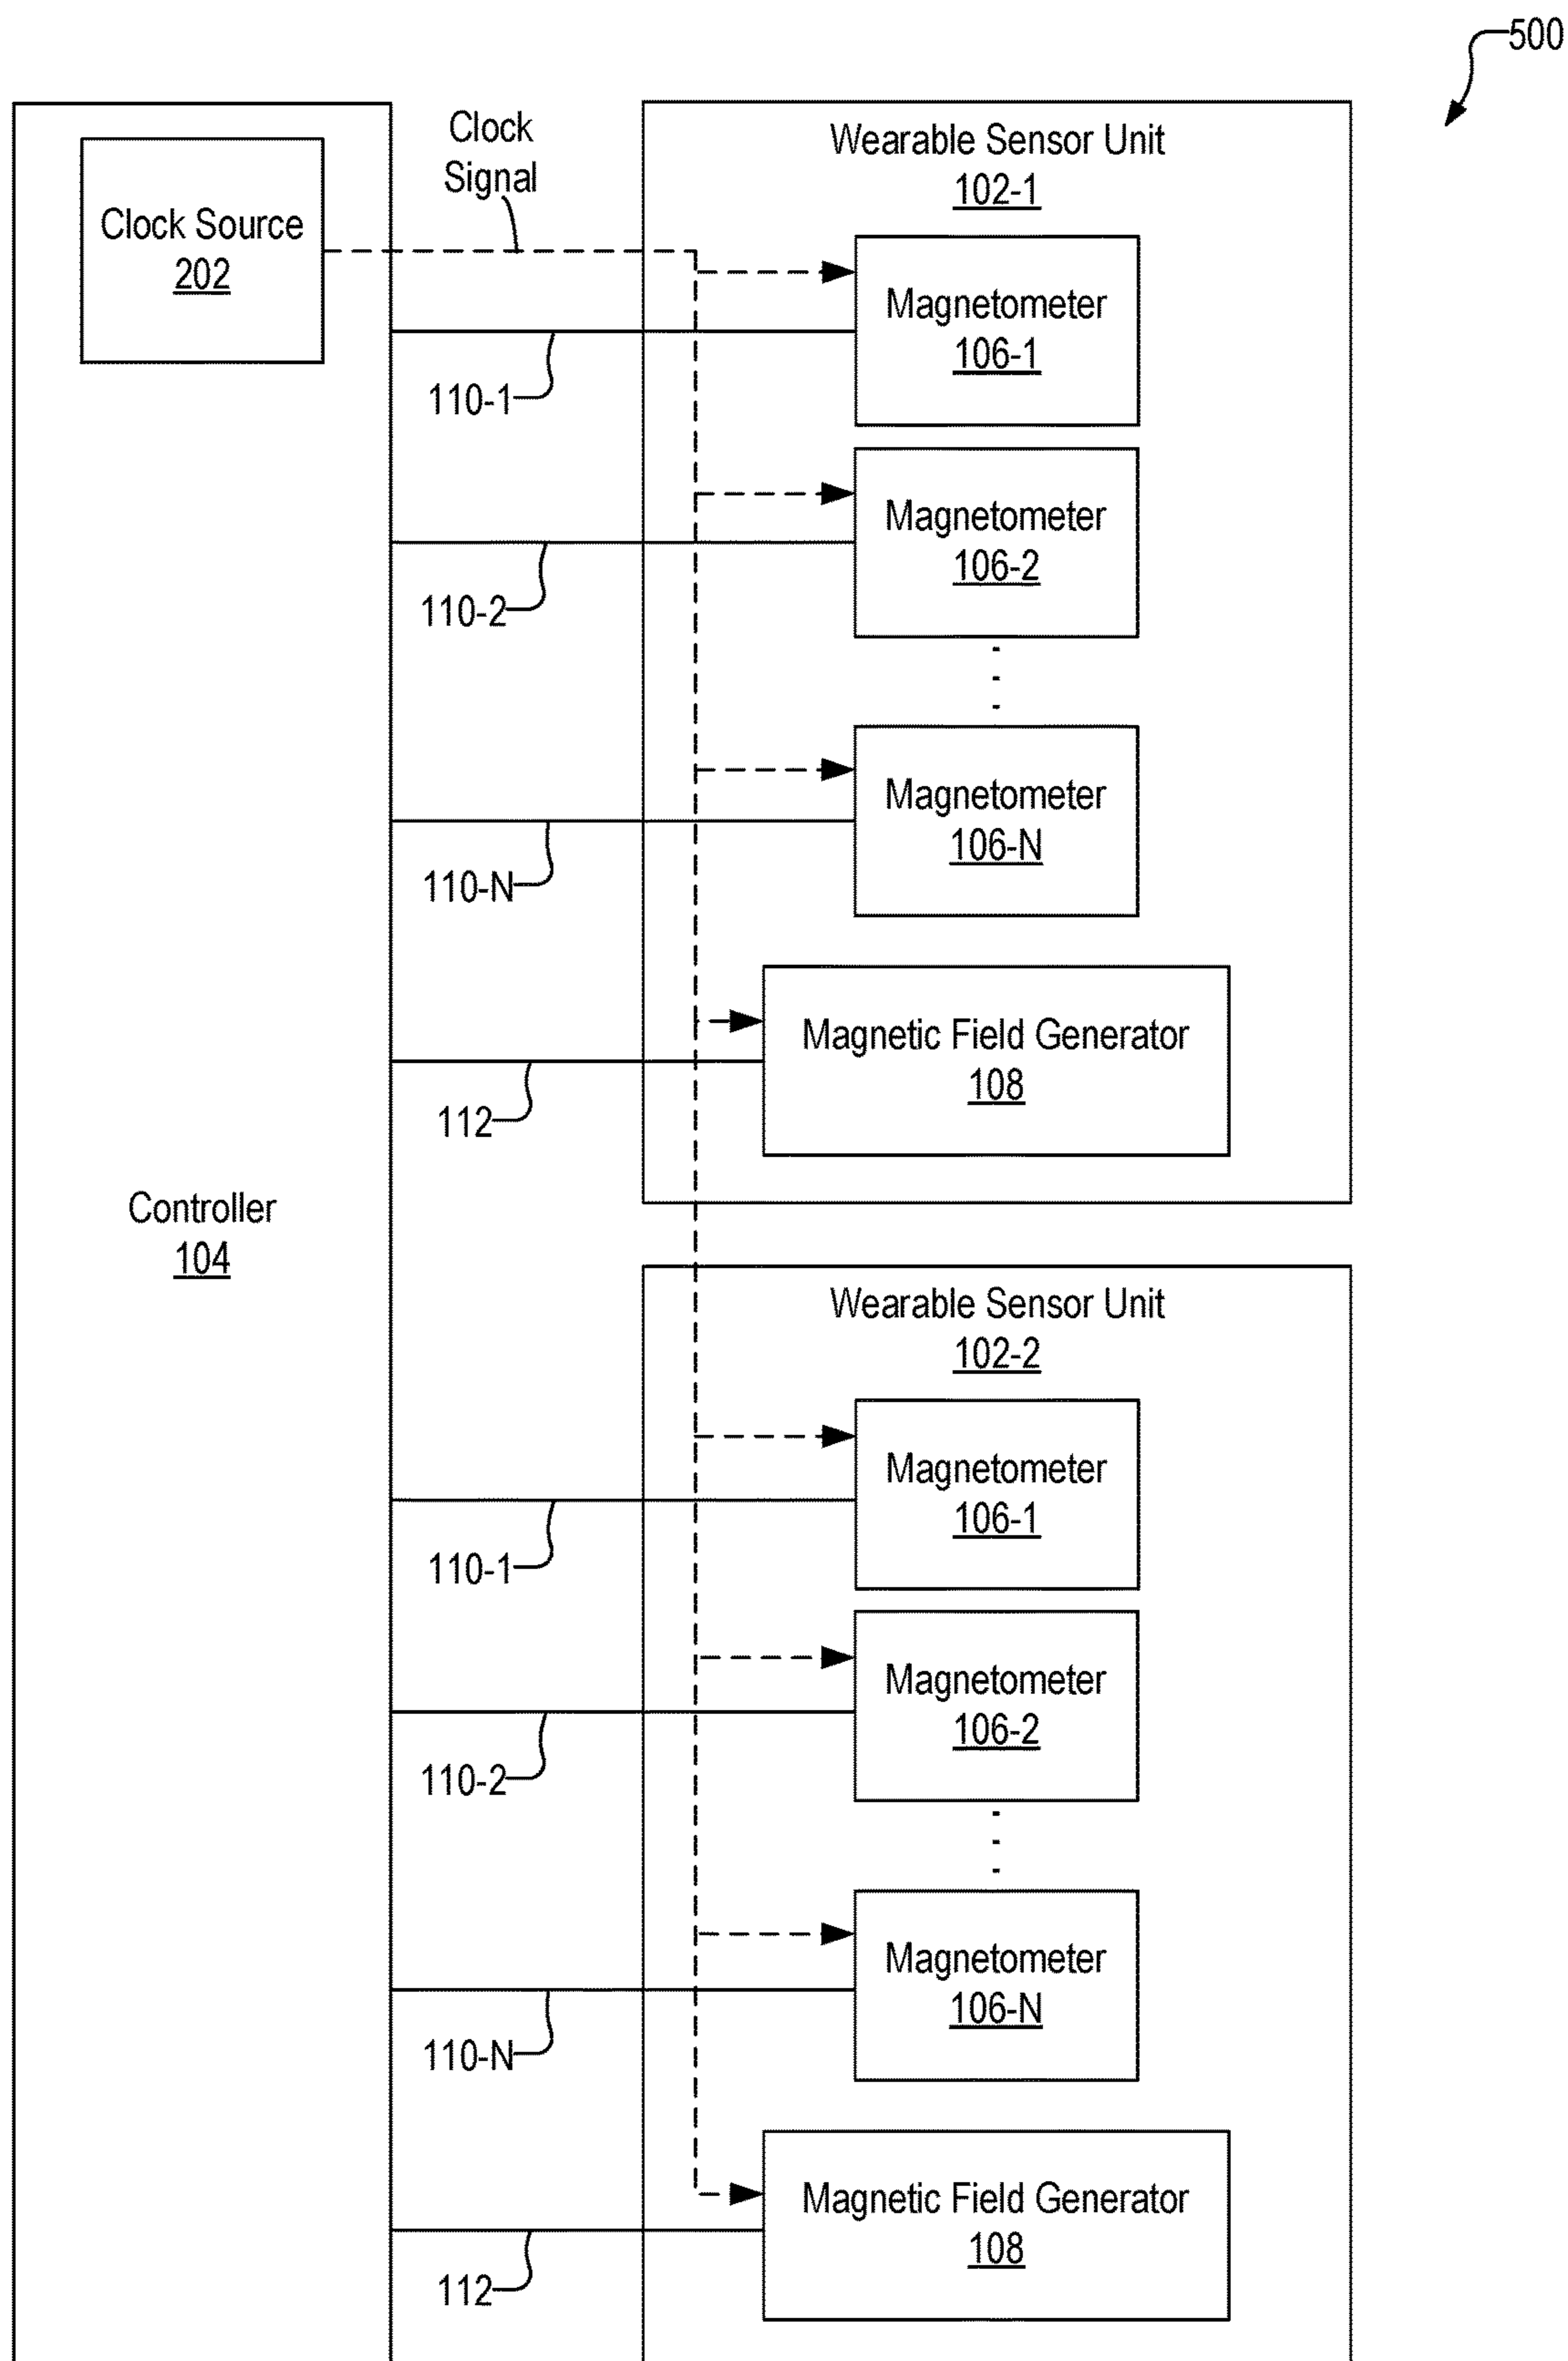 500
Clock
Signal
Wearable Sensor Unit
102-1
Clock Source
202
Magnetometer
106-1
110-1
Magnetometer
106-2
110-2
Magnetometer
106-N
110-N
Magnetic Field Generator
108
112
Controller
104
Wearable Sensor Unit
102-2
Magnetometer
106-1
110-1
Magnetometer
106-2
110-2
Magnetometer
106-N
110-N
Magnetic Field Generator
108
112